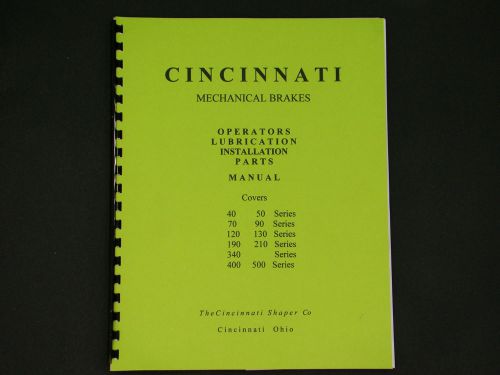 CINCINNATI
MECHANICAL BRAKES
OPERATORS
LUBRICATION
INSTALLATION
PARTS
MANUAL
Covers
40 50 Series
70 90 Series
120 130 Series
190 210 Series
340 Series
400 500 Series
TheCincinnati Shaper Co
Cincinnati Ohio